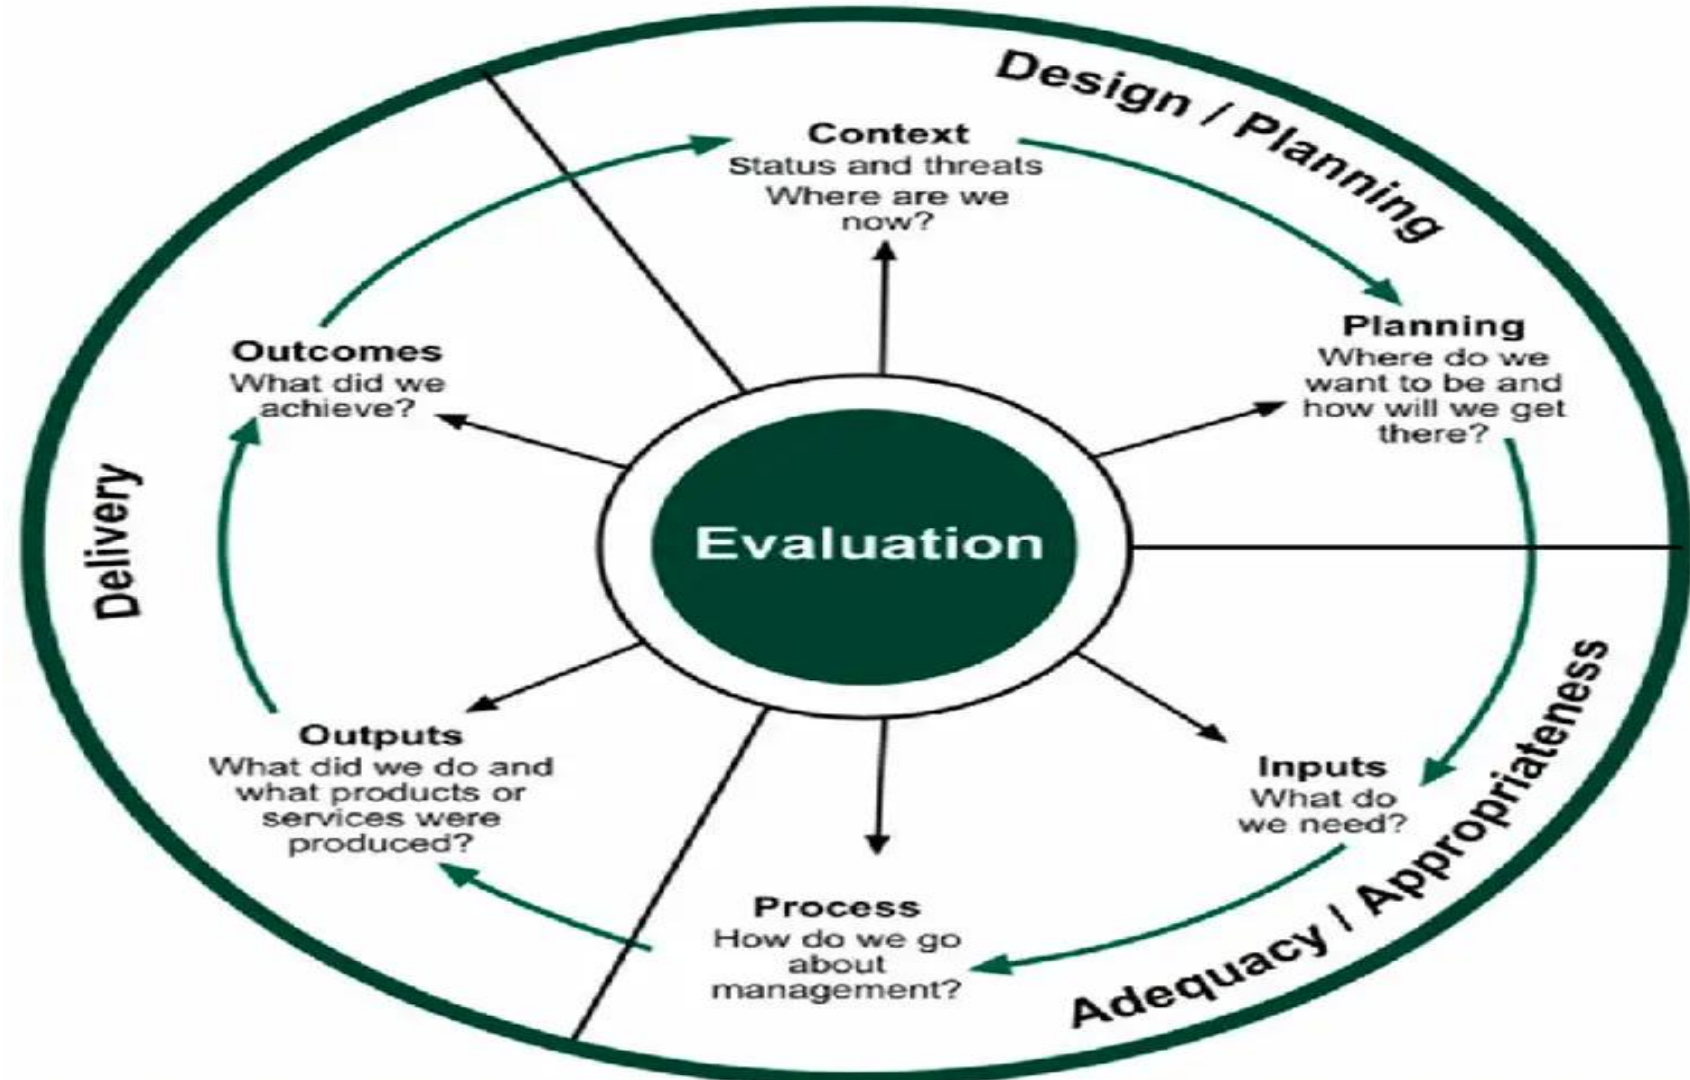 Design / Planning
Context
Status and threats
Where are we
now?
Planning
Where do we
want to be and
how will we get
there?
Outcomes
What did we
achieve?
Delivery
Evaluation
Inputs
What do
we need?
Adequacy / Appropriateness
Outputs
What did we do and
what products or
services were
produced?
Process
How do we go
about
management?